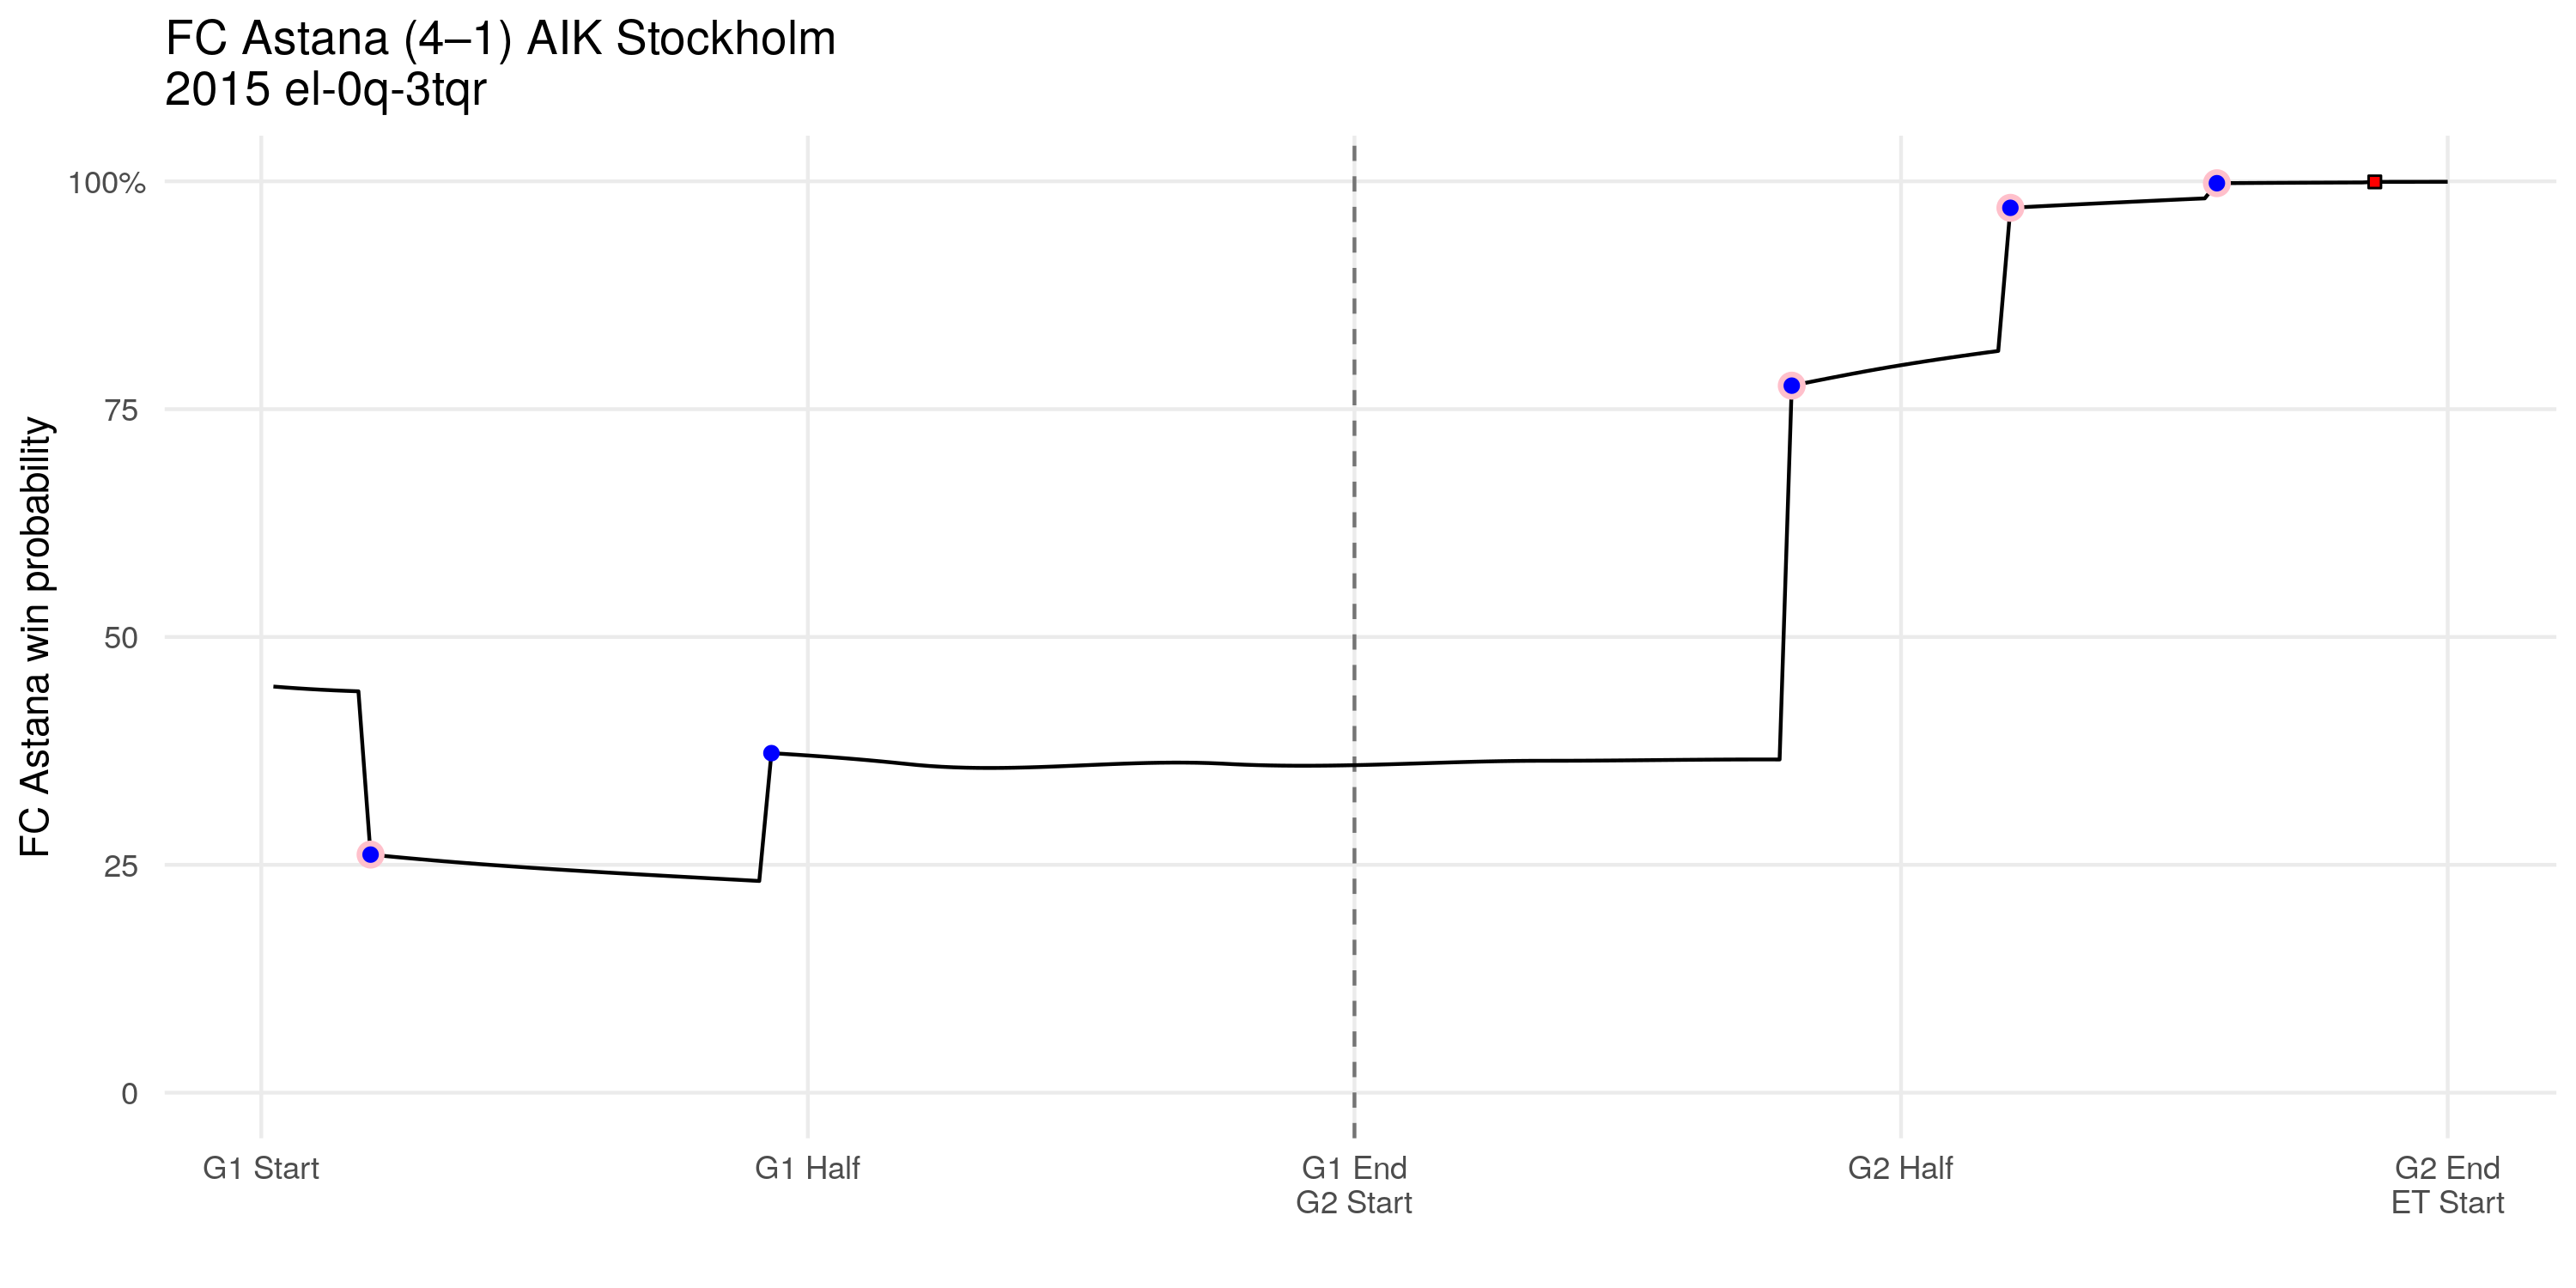 FC Astana (4–1) AIK Stockholm
2015 el-0q-3tqr
FC Astana win probability
100%
75
50
25
0
G1 Start
G1 Half
G1 End
G2 Start
G2 Half
G2 End
ET Start